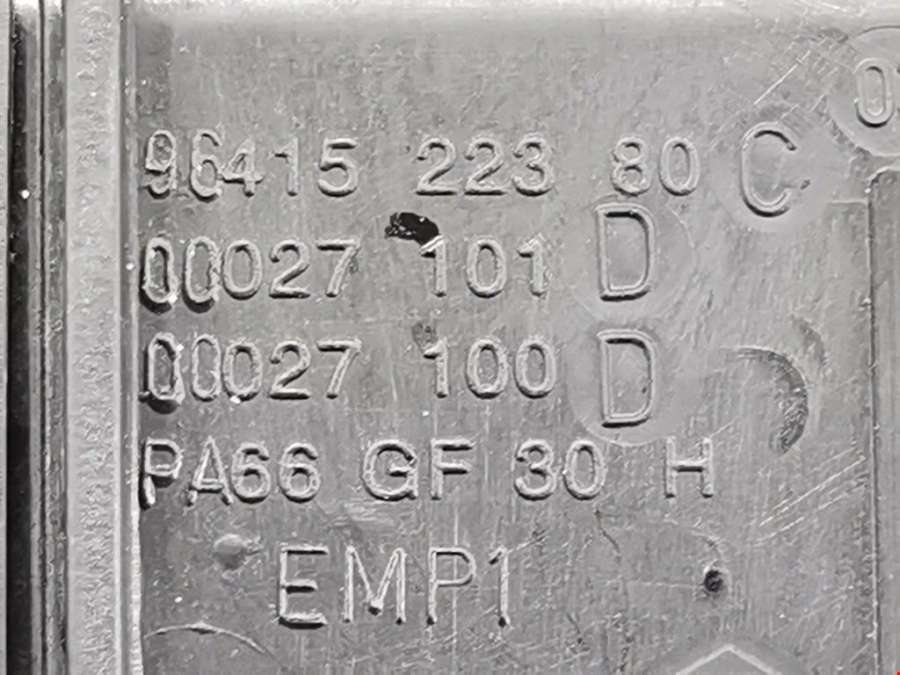 96415 223 80 C
00027 101 D
00027 100 D
PA66 GF 30 H
EMP1